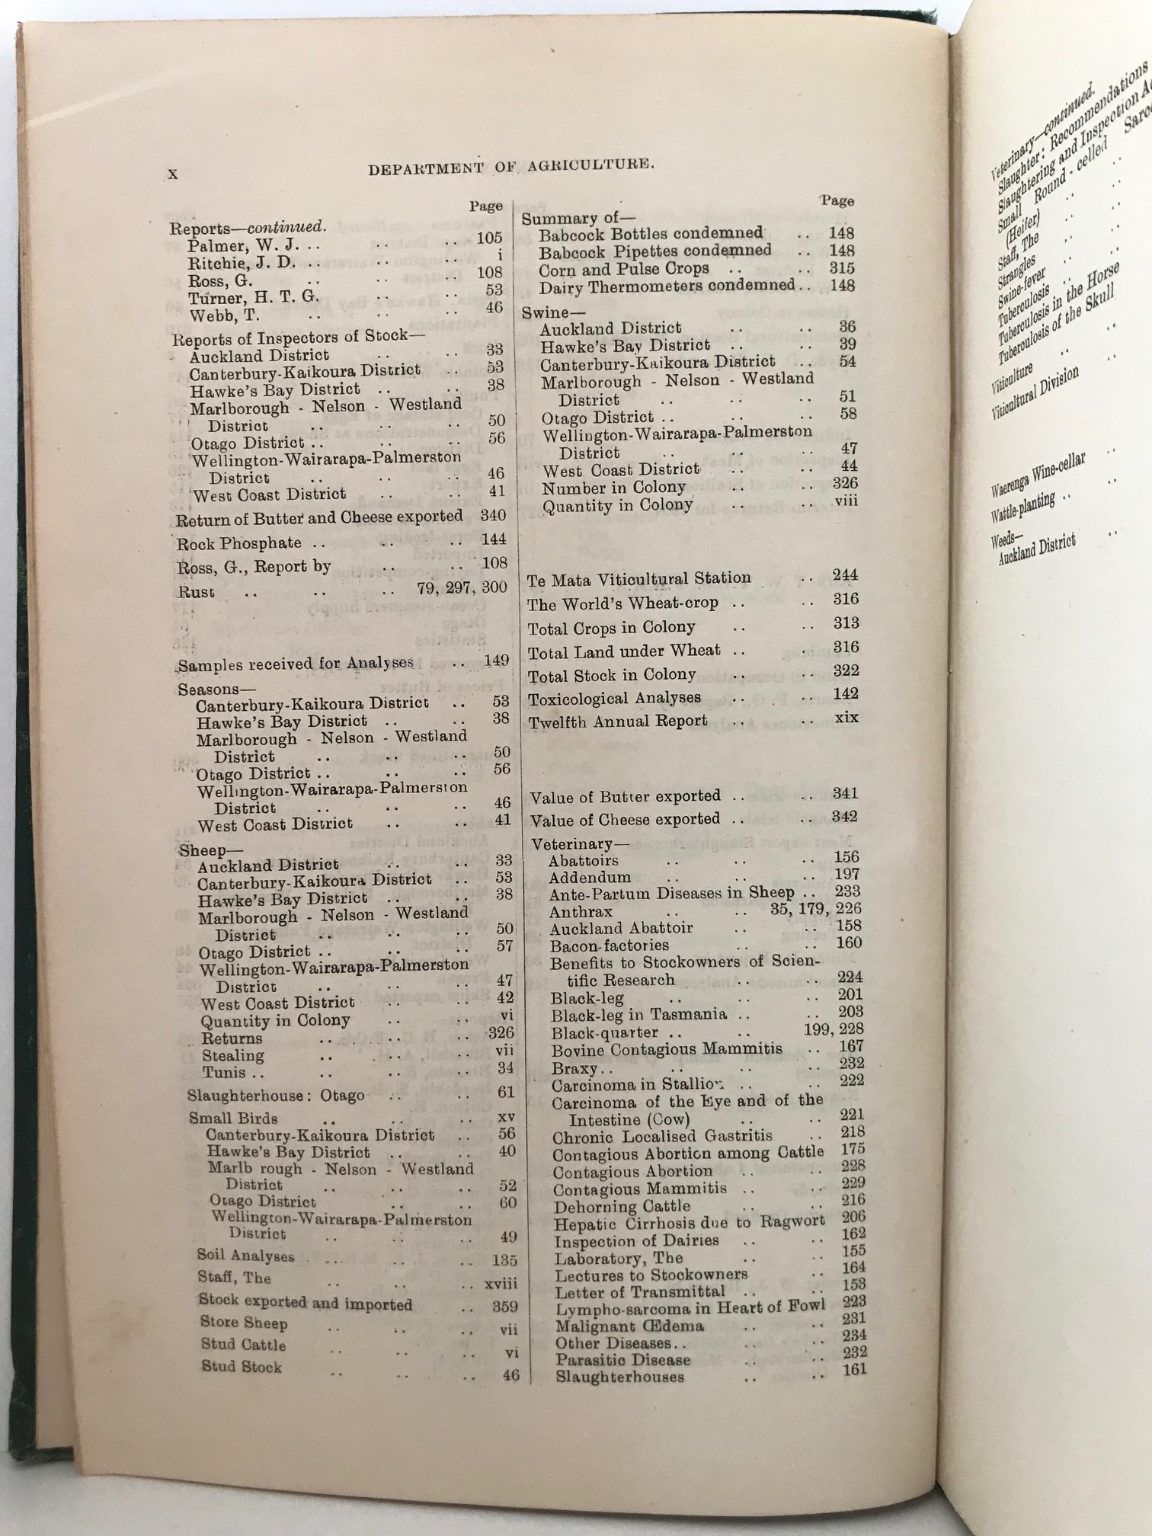 x
DEPARTMENT OF AGRICULTURE.
Page
Reports—continued.
Palmer, W. J. .. .. .. 105
Ritchie, J. D. .. .. .. i
Ross, G. .. .. .. 108
Turner, H. T. G. .. .. 53
Webb, T. .. .. .. 46
Reports of Inspectors of Stock—
Auckland District .. .. 33
Canterbury-Kaikoura District .. 53
Hawke's Bay District .. .. 38
Marlborough - Nelson - Westland
District .. .. .. 50
Otago District .. .. .. 56
Wellington-Wairarapa-Palmerston
District .. .. .. 46
West Coast District .. .. 41
Return of Butter and Cheese exported 340
Rock Phosphate .. .. .. 144
Ross, G., Report by .. .. 108
Rust .. .. .. 79, 297, 300
Samples received for Analyses .. 149
Seasons—
Canterbury-Kaikoura District .. 53
Hawke's Bay District .. .. 38
Marlborough - Nelson - Westland
District .. .. .. 50
Otago District .. .. .. 56
Wellington-Wairarapa-Palmerston
District .. .. .. 46
West Coast District .. .. 41
Sheep—
Auckland District .. .. 33
Canterbury-Kaikoura District .. 53
Hawke's Bay District .. .. 38
Marlborough - Nelson - Westland
District .. .. .. 50
Otago District .. .. .. 57
Wellington-Wairarapa-Palmerston
District .. .. .. 47
West Coast District .. .. 42
Quantity in Colony .. .. vi
Returns .. .. .. 326
Stealing .. .. .. vii
Tunis .. .. .. .. 34
Slaughterhouse: Otago .. .. 61
Small Birds .. .. .. xv
Canterbury-Kaikoura District .. 56
Hawke's Bay District .. .. 40
Marlb rough - Nelson - Westland
District .. .. .. 52
Otago District .. .. 60
Wellington-Wairarapa-Palmerston
District .. .. .. 49
Soil Analyses .. .. .. 135
Staff, The .. .. .. xviii
Stock exported and imported .. 359
Store Sheep .. .. .. vii
Stud Cattle .. .. .. vi
Stud Stock .. .. .. 46
Page
Summary of—
Babcock Bottles condemned .. 148
Babcock Pipettes condemned .. 148
Corn and Pulse Crops .. .. 315
Dairy Thermometers condemned .. 148
Swine—
Auckland District .. .. 36
Hawke's Bay District .. .. 39
Canterbury-Kaikoura District .. 54
Marlborough - Nelson - Westland
District .. .. .. 51
Otago District .. .. .. 58
Wellington-Wairarapa-Palmerston
District .. .. .. 47
West Coast District .. .. 44
Number in Colony .. .. 326
Quantity in Colony .. .. viii
Te Mata Viticultural Station .. 244
The World's Wheat-crop .. .. 316
Total Crops in Colony .. .. 313
Total Land under Wheat .. . 316
Total Stock in Colony .. .. 322
Toxicological Analyses .. .. 142
Twelfth Annual Report .. .. xix
Value of Butter exported .. .. 341
Value of Cheese exported .. .. 342
Veterinary—
Abattoirs .. .. .. 156
Addendum .. .. .. 197
Ante-Partum Diseases in Sheep .. 233
Anthrax .. .. 35, 179, 226
Auckland Abattoir .. .. 158
Bacon-factories .. .. 160
Benefits to Stockowners of Scien-
tific Research .. .. 224
Black-leg .. .. .. 201
Black-leg in Tasmania .. .. 203
Black-quarter .. .. 199, 228
Bovine Contagious Mammitis .. 167
Braxy .. .. .. .. 232
Carcinoma in Stallion .. .. 222
Carcinoma of the Eye and of the
Intestine (Cow) .. .. 221
Chronic Localised Gastritis .. 218
Contagious Abortion among Cattle 175
Contagious Abortion .. .. 228
Contagious Mammitis .. .. 229
Dehorning Cattle .. .. 216
Hepatic Cirrhosis due to Ragwort 206
Inspection of Dairies .. .. 162
Laboratory, The .. .. 155
Lectures to Stockowners .. 164
Letter of Transmittal .. .. 153
Lympho-sarcoma in Heart of Fowl 223
Malignant Œdema .. .. 231
Other Diseases .. .. .. 234
Parasitic Disease .. .. 232
Slaughterhouses .. .. 161
Veterinary—continued.
Slaughter: Recommendations
Slaughtering and Inspection
Small Round-celled
(Heifer) ..
Staff, The ..
Strangles
Swine-fever
Tuberculosis ..
Tuberculosis in the Horse
Tuberculosis of the Skull
Viticulture .. ..
Viticultural Division
Waerenga Wine-cellar ..
Wattle-planting .. ..
Weeds—
Auckland District ..